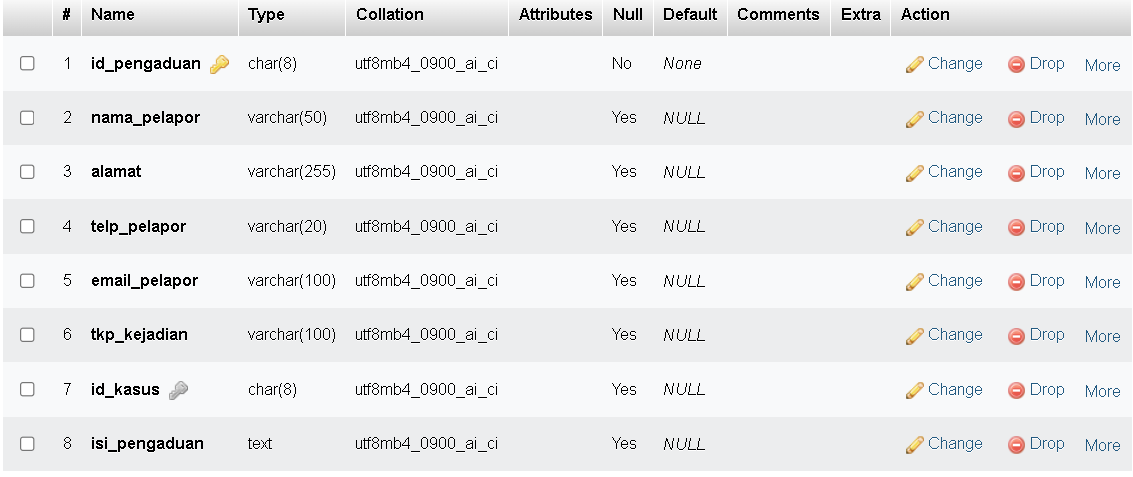 # Name Type Collation Attributes Null Default Comments Extra Action
1 id_pengaduan char(8) utf8mb4_0900_ai_ci No None Change Drop More
2 nama_pelapor varchar(50) utf8mb4_0900_ai_ci Yes NULL Change Drop More
3 alamat varchar(255) utf8mb4_0900_ai_ci Yes NULL Change Drop More
4 telp_pelapor varchar(20) utf8mb4_0900_ai_ci Yes NULL Change Drop More
5 email_pelapor varchar(100) utf8mb4_0900_ai_ci Yes NULL Change Drop More
6 tkp_kejadian varchar(100) utf8mb4_0900_ai_ci Yes NULL Change Drop More
7 id_kasus char(8) utf8mb4_0900_ai_ci Yes NULL Change Drop More
8 isi_pengaduan text utf8mb4_0900_ai_ci Yes NULL Change Drop More